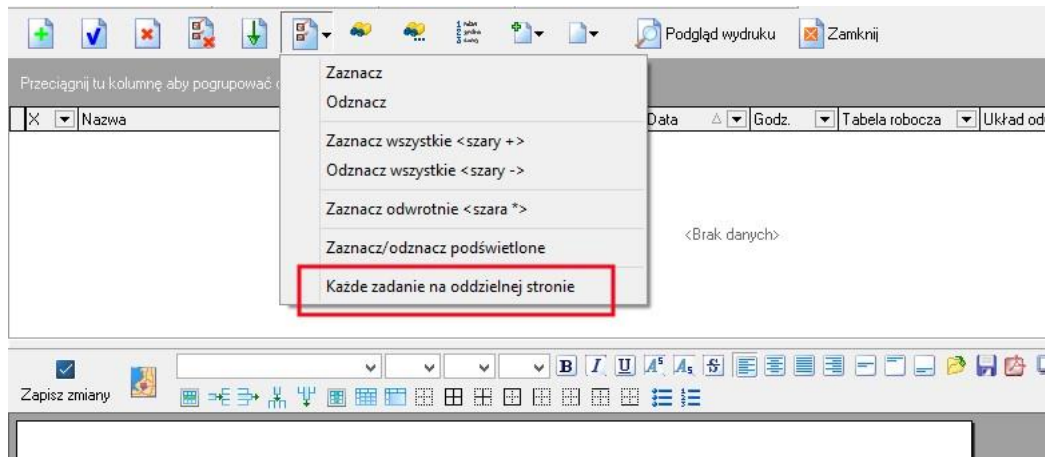 Podgląd wydruku Zamknij
Przeciągnij tu kolumnę aby pogrupować
X Nazwa Data Godz. Tabela robocza Układ od
Zaznacz
Odznacz
Zaznacz wszystkie <szary +>
Odznacz wszystkie <szary ->
Zaznacz odwrotnie <szara *>
Zaznacz/odznacz podświetlone
Każde zadanie na oddzielnej stronie
<Brak danych>
B I U A⁵ A₅ S
Zapisz zmiany